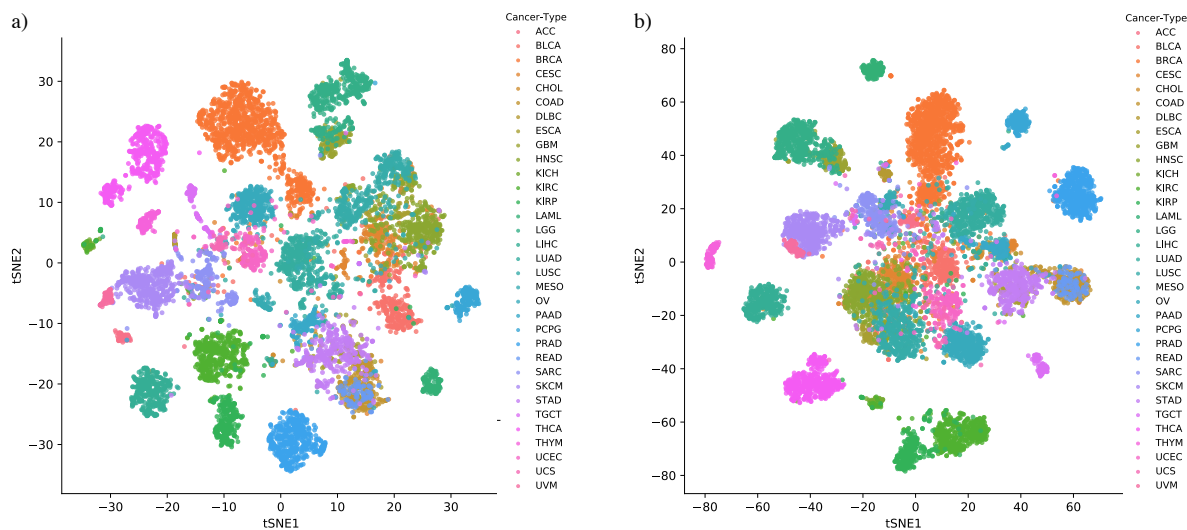 a)
Cancer-Type
ACC
BLCA
BRCA
CESC
CHOL
COAD
DLBC
ESCA
GBM
HNSC
KICH
KIRC
KIRP
LAML
LGG
LIHC
LUAD
LUSC
MESO
OV
PAAD
PCPG
PRAD
READ
SARC
SKCM
STAD
TGCT
THCA
THYM
UCEC
UCS
UVM
30
20
10
0
−10
−20
−30
tSNE2
−30 −20 −10 0 10 20 30
tSNE1
b)
Cancer-Type
ACC
BLCA
BRCA
CESC
CHOL
COAD
DLBC
ESCA
GBM
HNSC
KICH
KIRC
KIRP
LAML
LGG
LIHC
LUAD
LUSC
MESO
OV
PAAD
PCPG
PRAD
READ
SARC
SKCM
STAD
TGCT
THCA
THYM
UCEC
UCS
UVM
80
60
40
20
0
−20
−40
−60
−80
tSNE2
−80 −60 −40 −20 0 20 40 60
tSNE1